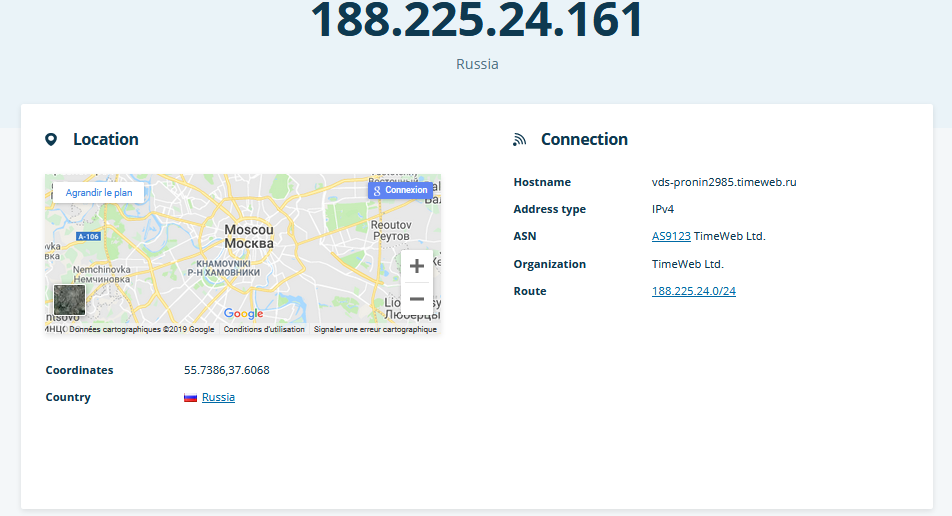 188.225.24.161
Russia
Location
Agrandir le plan
Connexion
A-106
Moscou
Москва
Reoutov
Реутов
KHAMOVNIKI
Р-Н ХАМОВНИКИ
Nemchinovka
Немчиновка
Google
Données cartographiques ©2019 Google
Conditions d'utilisation
Signaler une erreur cartographique
Coordinates 55.7386,37.6068
Country Russia
Connection
Hostname vds-pronin2985.timeweb.ru
Address type IPv4
ASN AS9123 TimeWeb Ltd.
Organization TimeWeb Ltd.
Route 188.225.24.0/24